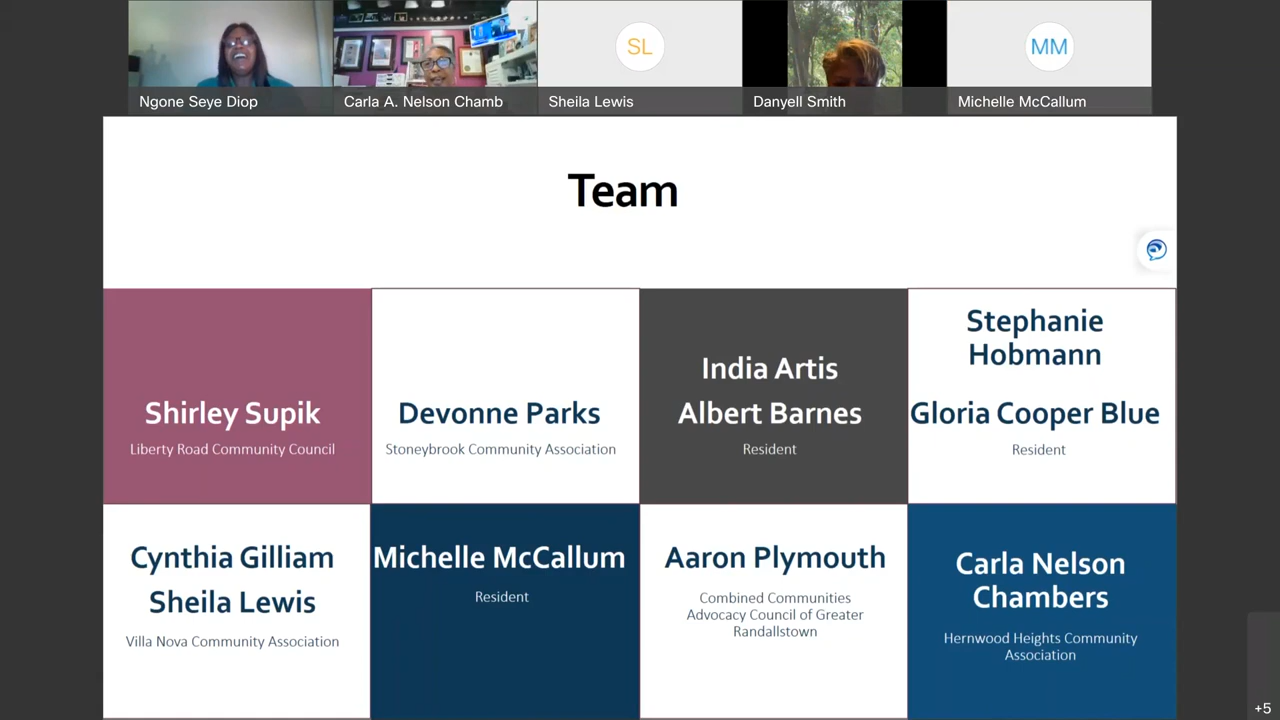 SL
MM
Ngone Seye Diop
Carla A. Nelson Chamb
Sheila Lewis
Danyell Smith
Michelle McCallum
Team
Shirley Supik
Liberty Road Community Council
Devonne Parks
Stoneybrook Community Association
India Artis
Albert Barnes
Resident
Stephanie
Hobmann
Gloria Cooper Blue
Resident
Cynthia Gilliam
Sheila Lewis
Villa Nova Community Association
Michelle McCallum
Resident
Aaron Plymouth
Combined Communities
Advocacy Council of Greater
Randallstown
Carla Nelson
Chambers
Hernwood Heights Community
Association
+5